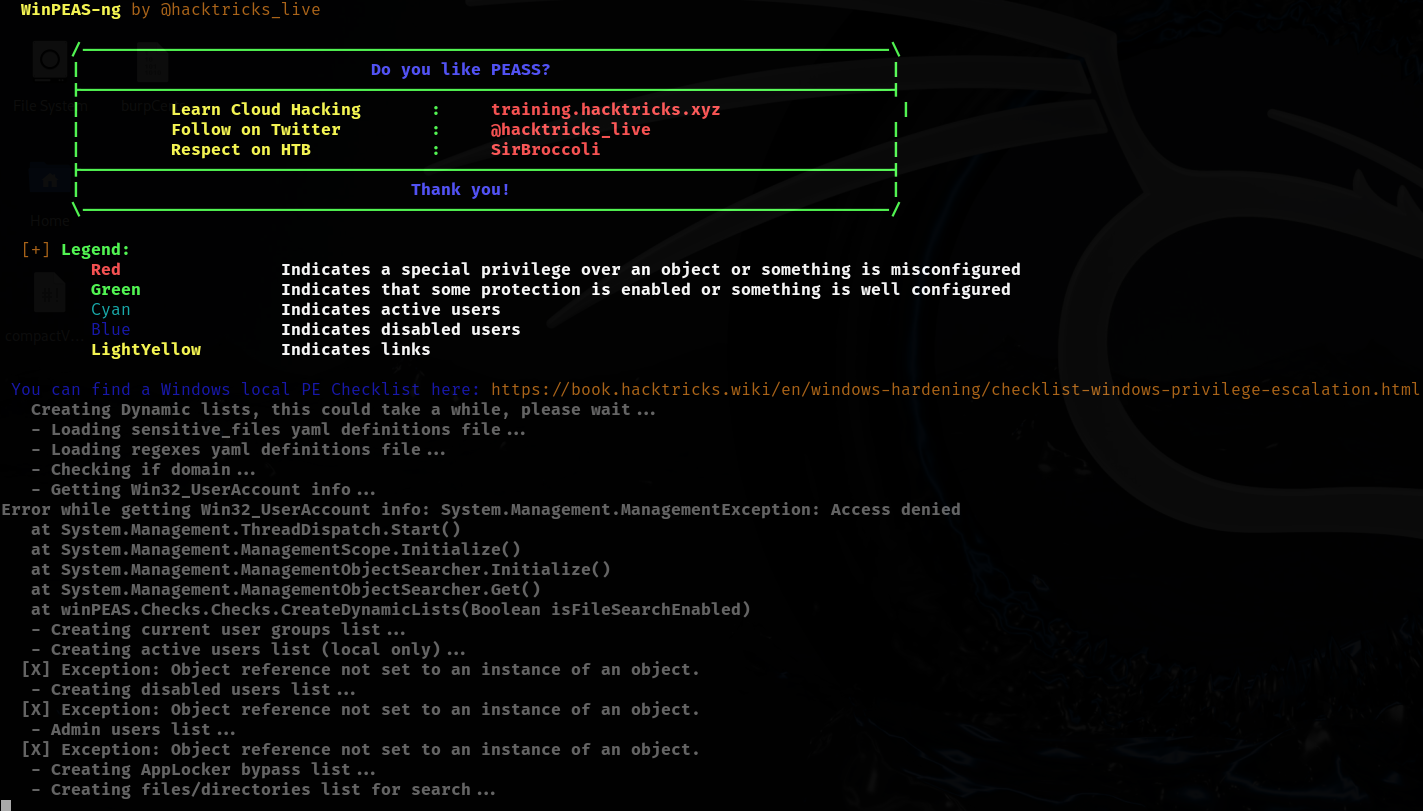 WinPEAS-ng by @hacktricks_live
Do you like PEASS?
Learn Cloud Hacking : training.hacktricks.xyz
Follow on Twitter : @hacktricks_live
Respect on HTB : SirBroccoli
Thank you!
[+] Legend:
Red Indicates a special privilege over an object or something is misconfigured
Green Indicates that some protection is enabled or something is well configured
Cyan Indicates active users
Blue Indicates disabled users
LightYellow Indicates links
You can find a Windows local PE Checklist here: https://book.hacktricks.wiki/en/windows-hardening/checklist-windows-privilege-escalation.html
Creating Dynamic lists, this could take a while, please wait...
- Loading sensitive_files yaml definitions file...
- Loading regexes yaml definitions file...
- Checking if domain...
- Getting Win32_UserAccount info...
Error while getting Win32_UserAccount info: System.Management.ManagementException: Access denied
at System.Management.ThreadDispatch.Start()
at System.Management.ManagementScope.Initialize()
at System.Management.ManagementObjectSearcher.Initialize()
at System.Management.ManagementObjectSearcher.Get()
at winPEAS.Checks.Checks.CreateDynamicLists(Boolean isFileSearchEnabled)
- Creating current user groups list...
- Creating active users list (local only)...
[X] Exception: Object reference not set to an instance of an object.
- Creating disabled users list...
[X] Exception: Object reference not set to an instance of an object.
- Admin users list...
[X] Exception: Object reference not set to an instance of an object.
- Creating AppLocker bypass list...
- Creating files/directories list for search...
File System
Home